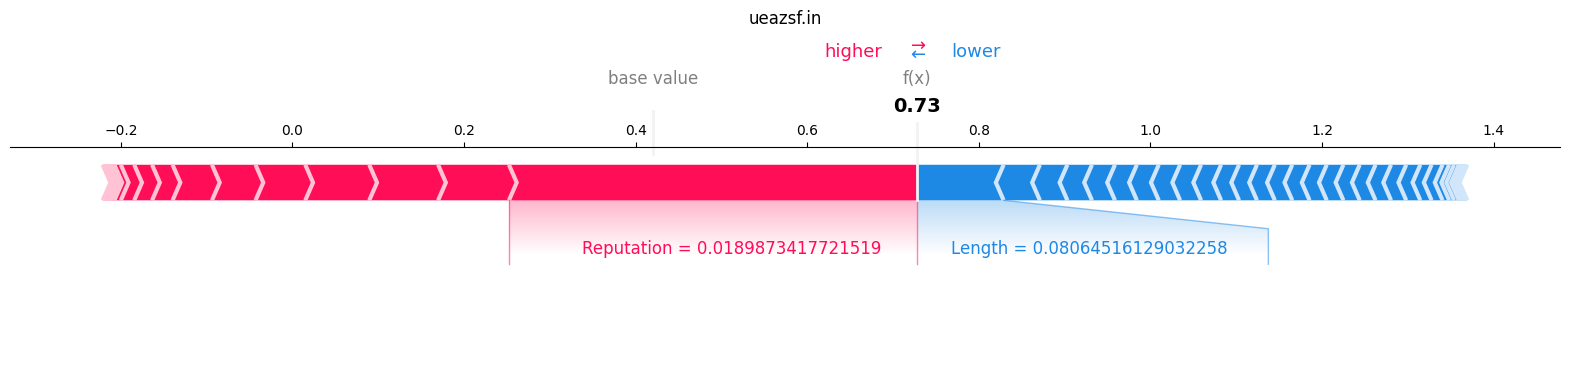 ueazsf.in
higher → ← lower
base value f(x)
0.73
−0.2 0.0 0.2 0.4 0.6 0.8 1.0 1.2 1.4
Reputation = 0.0189873417721519 Length = 0.08064516129032258